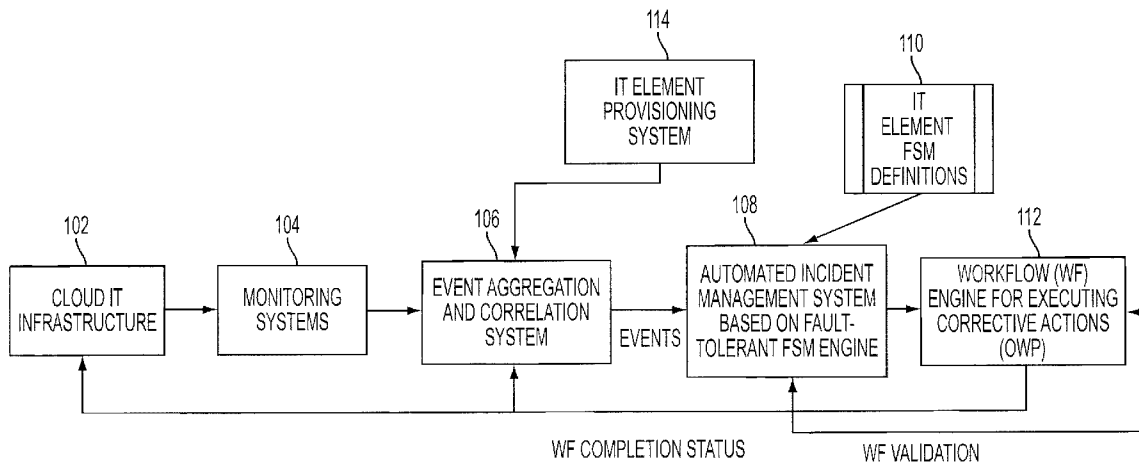 114
IT ELEMENT
PROVISIONING
SYSTEM
110
IT
ELEMENT
FSM
DEFINITIONS
102
CLOUD IT
INFRASTRUCTURE
104
MONITORING
SYSTEMS
106
EVENT AGGREGATION
AND CORRELATION
SYSTEM
EVENTS
108
AUTOMATED INCIDENT
MANAGEMENT SYSTEM
BASED ON FAULT-
TOLERANT FSM ENGINE
112
WORKFLOW (WF)
ENGINE FOR EXECUTING
CORRECTIVE ACTIONS
(OWP)
WF COMPLETION STATUS
WF VALIDATION